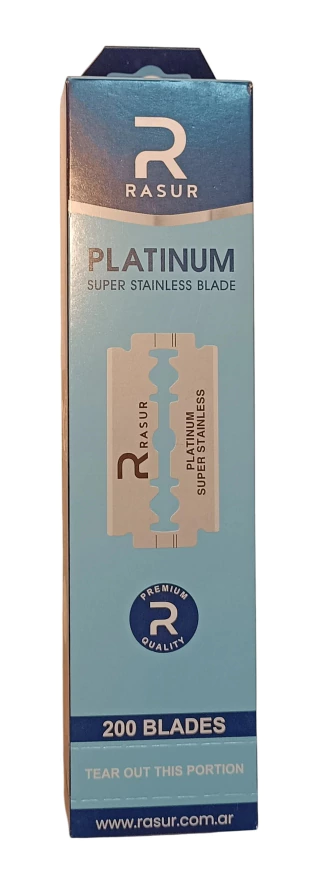 R
RASUR
PLATINUM
SUPER STAINLESS BLADE
R RASUR
PLATINUM
SUPER STAINLESS
PREMIUM
R
QUALITY
200 BLADES
TEAR OUT THIS PORTION
www.rasur.com.ar